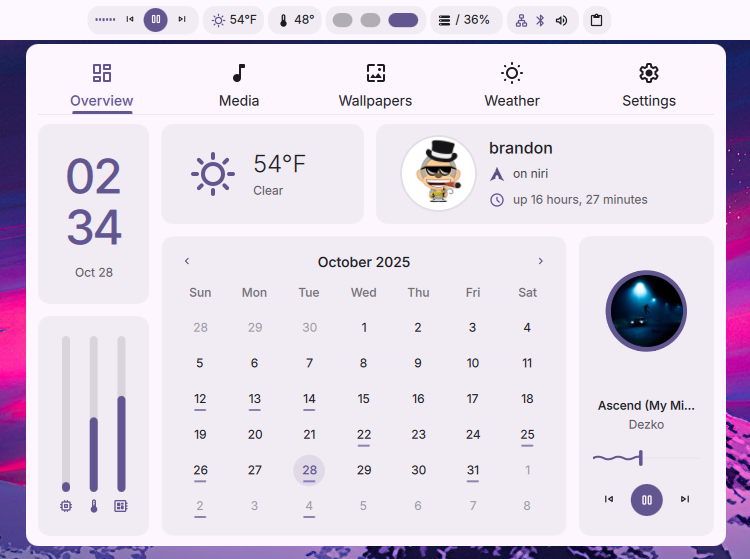 54°F 48° / 36%
Overview Media Wallpapers Weather Settings
02
34
Oct 28
54°F
Clear
brandon
on niri
up 16 hours, 27 minutes
October 2025
Sun Mon Tue Wed Thu Fri Sat
28 29 30 1 2 3 4
5 6 7 8 9 10 11
12 13 14 15 16 17 18
19 20 21 22 23 24 25
26 27 28 29 30 31 1
2 3 4 5 6 7 8
Ascend (My Mi...
Dezko